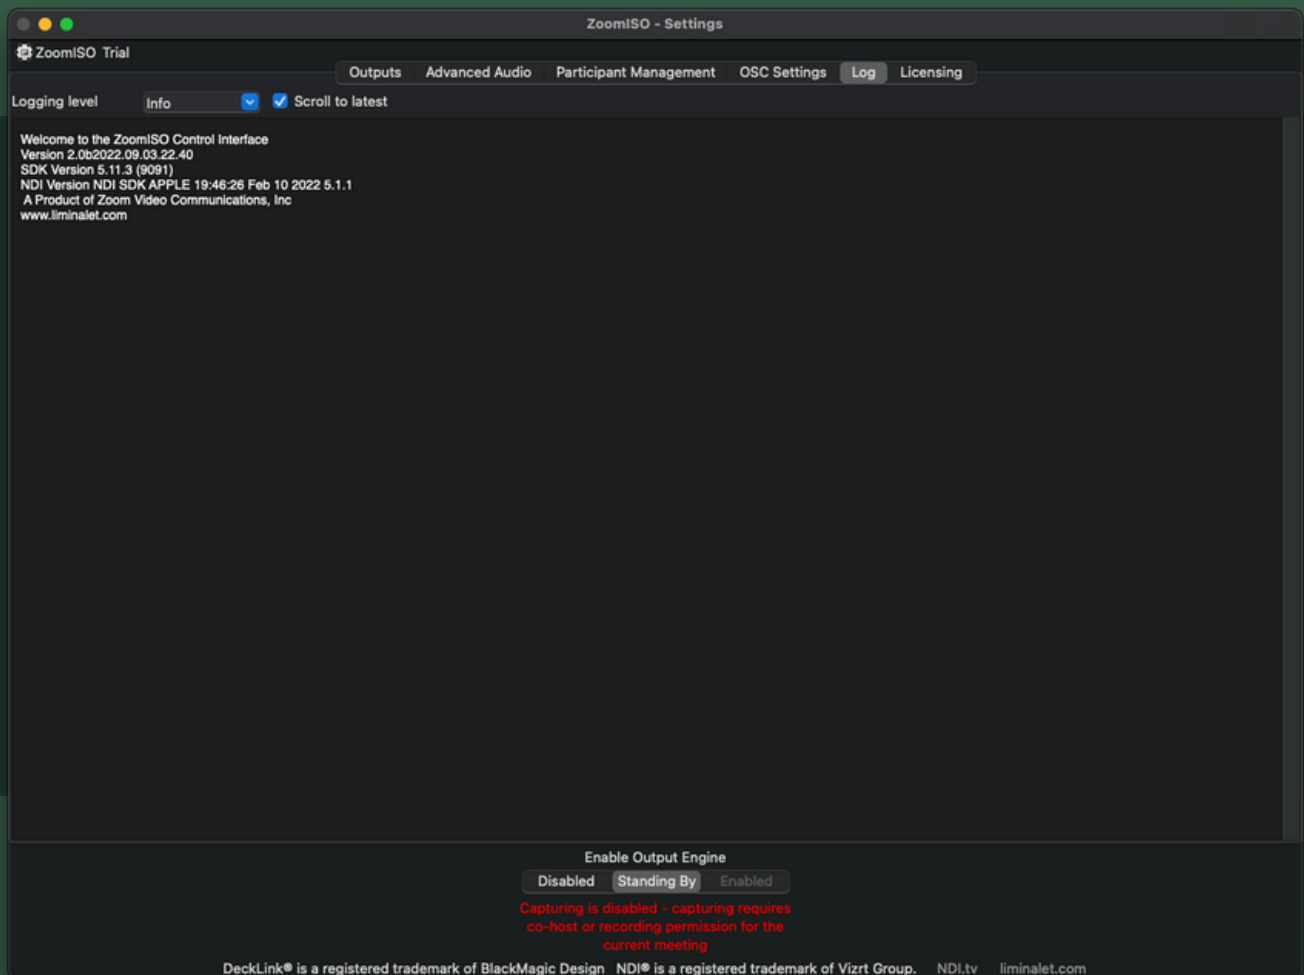 ZoomISO - Settings
ZoomISO Trial
Outputs Advanced Audio Participant Management OSC Settings Log Licensing
Logging level Info Scroll to latest
Welcome to the ZoomISO Control Interface
Version 2.0b2022.09.03.22.40
SDK Version 5.11.3 (9091)
NDI Version NDI SDK APPLE 19:46:26 Feb 10 2022 5.1.1
A Product of Zoom Video Communications, Inc
www.liminalet.com
Enable Output Engine
Disabled Standing By Enabled
Capturing is disabled - capturing requires
co-host or recording permission for the
current meeting
DeckLink® is a registered trademark of BlackMagic Design NDI® is a registered trademark of Vizrt Group. NDI.tv liminalet.com